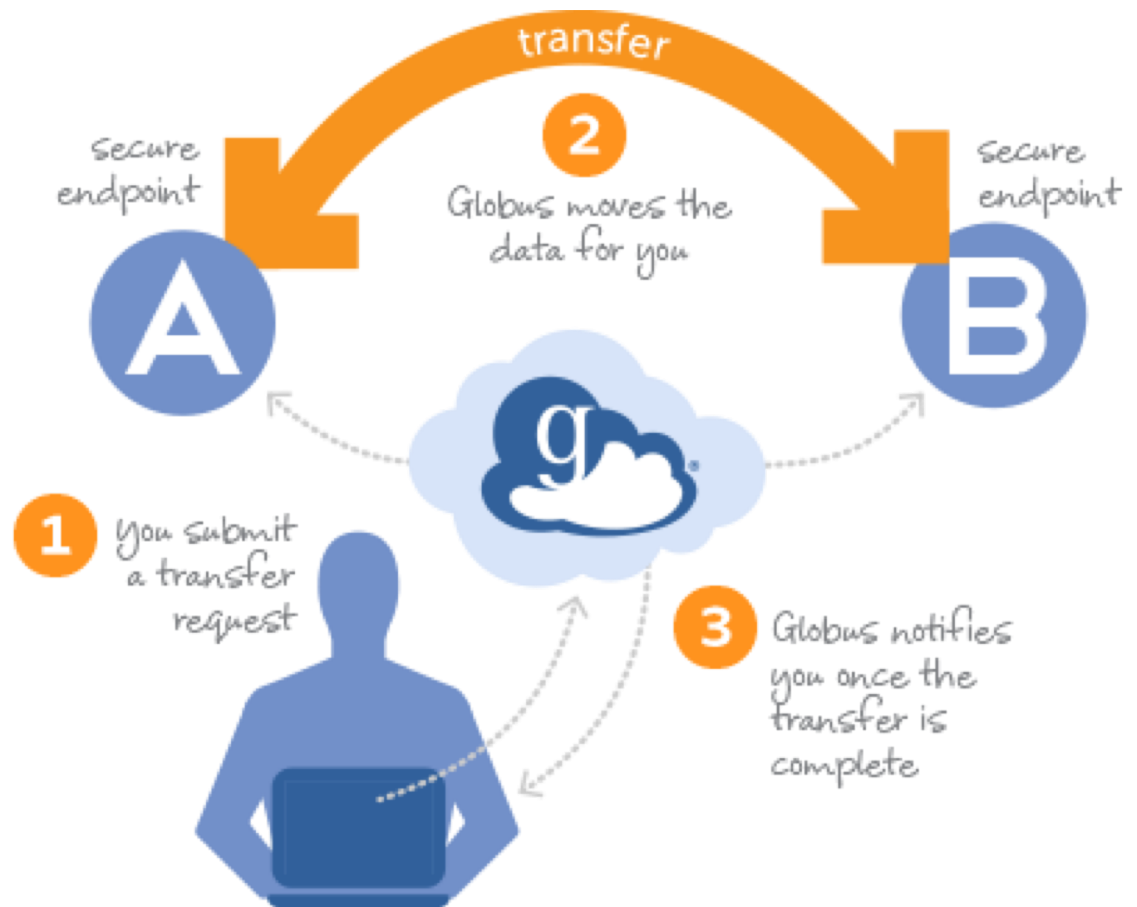 transfer
2
secure
endpoint
Globus moves the
data for you
secure
endpoint
A
B
g
®
1
You submit
a transfer
request
3
Globus notifies
you once the
transfer is
complete